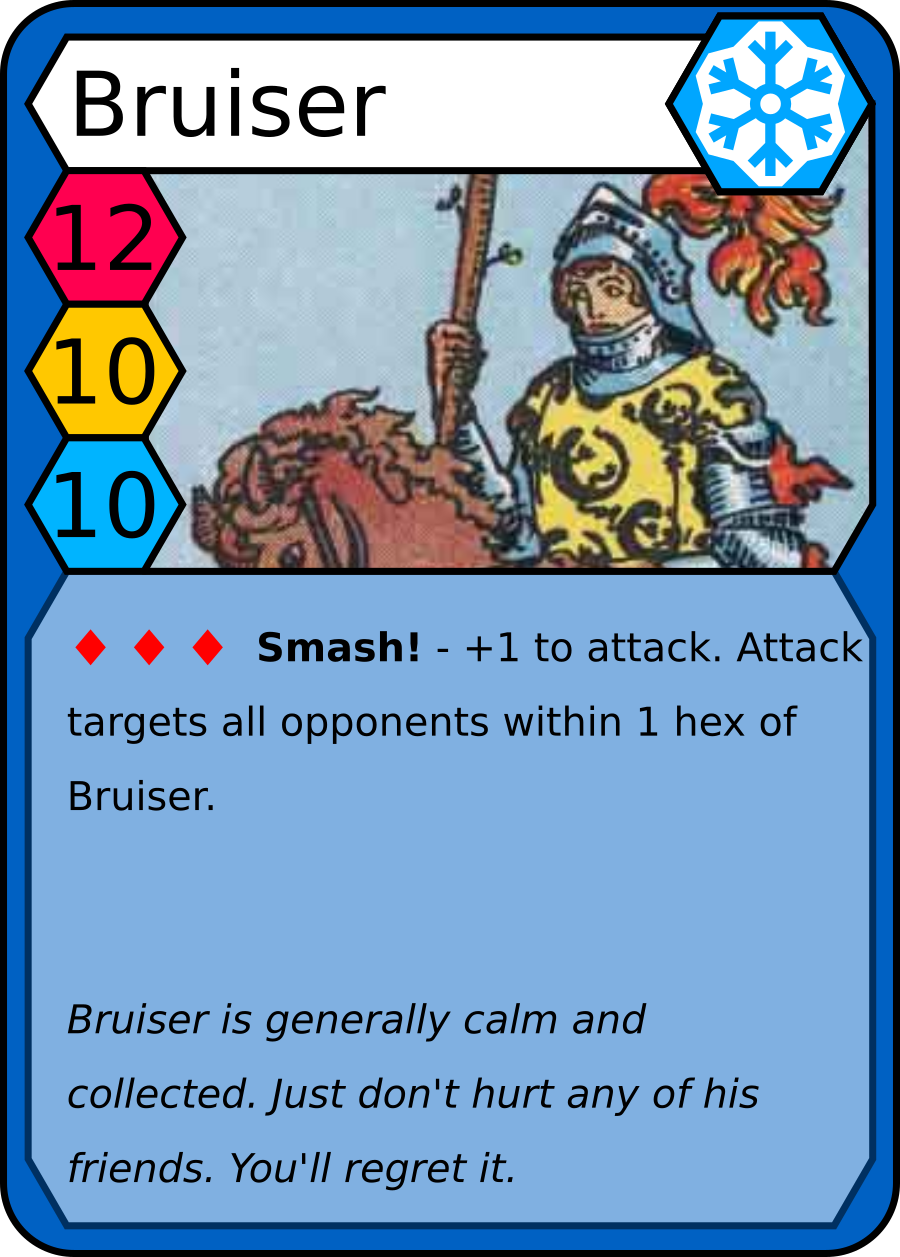 Bruiser
12
10
10
♦ ♦ ♦ Smash! - +1 to attack. Attack
targets all opponents within 1 hex of
Bruiser.
Bruiser is generally calm and
collected. Just don't hurt any of his
friends. You'll regret it.